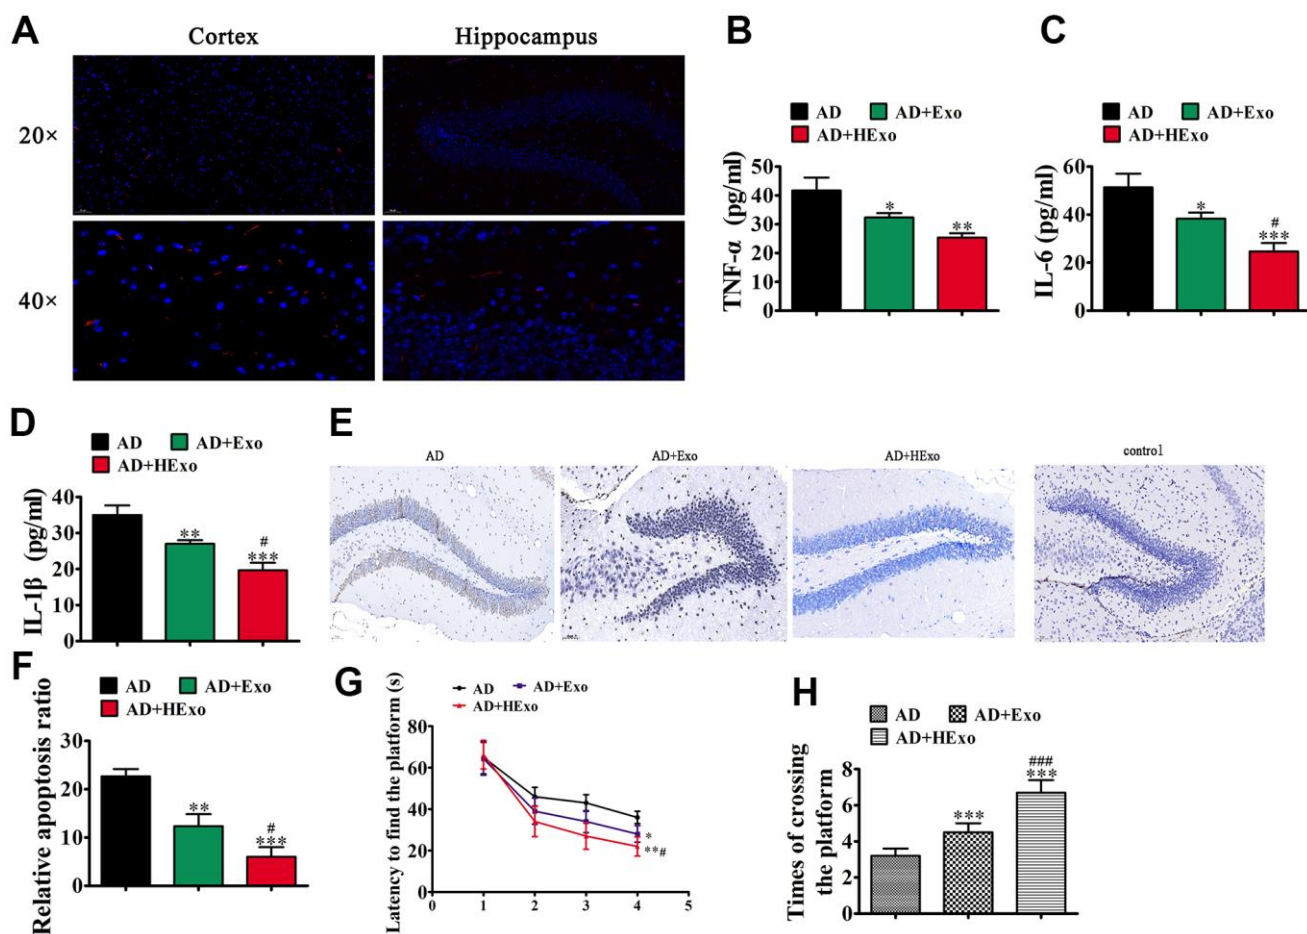 A
Cortex
Hippocampus
20×
40×
B
AD
AD+Exo
AD+HExo
TNF-α (pg/ml)
50
40
30
20
10
0
*
**
C
AD
AD+Exo
AD+HExo
IL-6 (pg/ml)
60
40
20
0
*
#
***
D
AD
AD+Exo
AD+HExo
IL-1β (pg/ml)
40
30
20
10
0
**
#
***
E
AD
AD+Exo
AD+HExo
control
F
AD
AD+Exo
AD+HExo
Relative apoptosis ratio
30
20
10
0
**
#
***
G
AD
AD+Exo
AD+HExo
Latency to find the platform (s)
80
60
40
20
0
*
**#
0 1 2 3 4 5
H
AD
AD+Exo
AD+HExo
Times of crossing
the platform
8
6
4
2
0
***
###
***